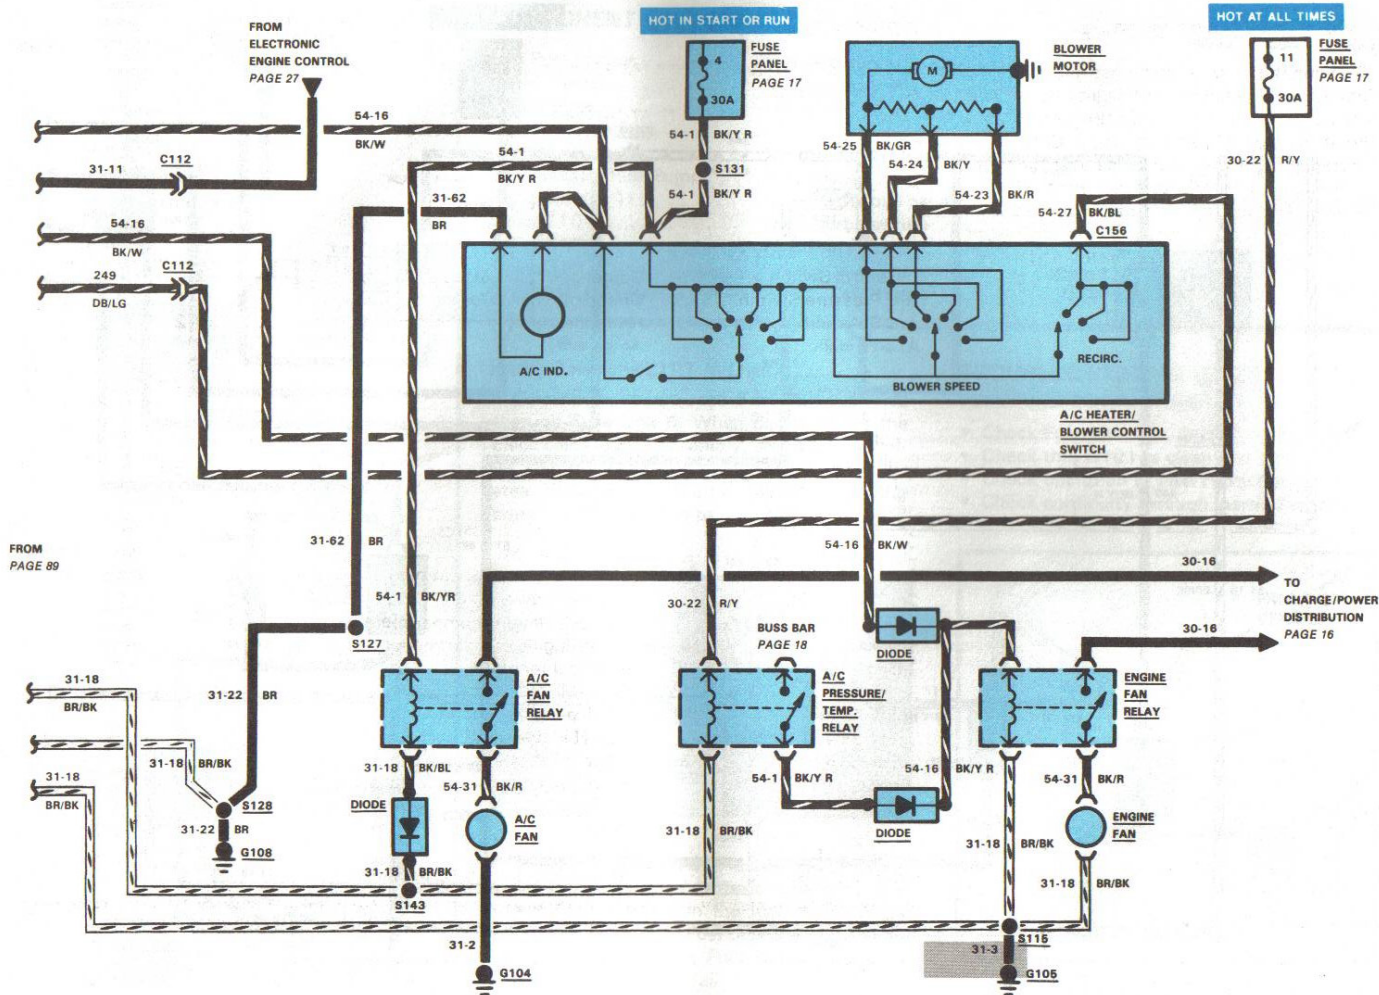 HOT IN START OR RUN
HOT AT ALL TIMES
FROM
ELECTRONIC
ENGINE CONTROL
PAGE 27
4
30A
FUSE
PANEL
PAGE 17
M
BLOWER
MOTOR
11
30A
FUSE
PANEL
PAGE 17
54-16
BK/W
54-1
BK/Y R
54-1 BK/Y R
S131
54-1 BK/Y R
54-25 BK/GR
54-24 BK/Y
54-23 BK/R
30-22 R/Y
31-11
C112
31-62
BR
54-27 BK/BL
C156
54-16
BK/W
249
DB/LG
C112
A/C IND.
BLOWER SPEED
RECIRC.
A/C HEATER/
BLOWER CONTROL
SWITCH
31-62 BR
54-16 BK/W
FROM
PAGE 89
30-16
TO
CHARGE/POWER
DISTRIBUTION
PAGE 16
54-1 BK/YR
30-22 R/Y
BUSS BAR
PAGE 18
DIODE
30-16
S127
31-18
BR/BK
31-22 BR
A/C
FAN
RELAY
A/C
PRESSURE/
TEMP.
RELAY
ENGINE
FAN
RELAY
31-18 BR/BK
31-18
BR/BK
31-18 BK/BL
54-31 BK/R
54-1 BK/Y R
54-16 BK/Y R
54-31 BK/R
S128
DIODE
A/C
FAN
DIODE
ENGINE
FAN
31-22 BR
G108
31-18 BR/BK
31-18 BR/BK
31-18 BR/BK
31-18 BR/BK
S143
31-2
G104
S115
31-3
G105